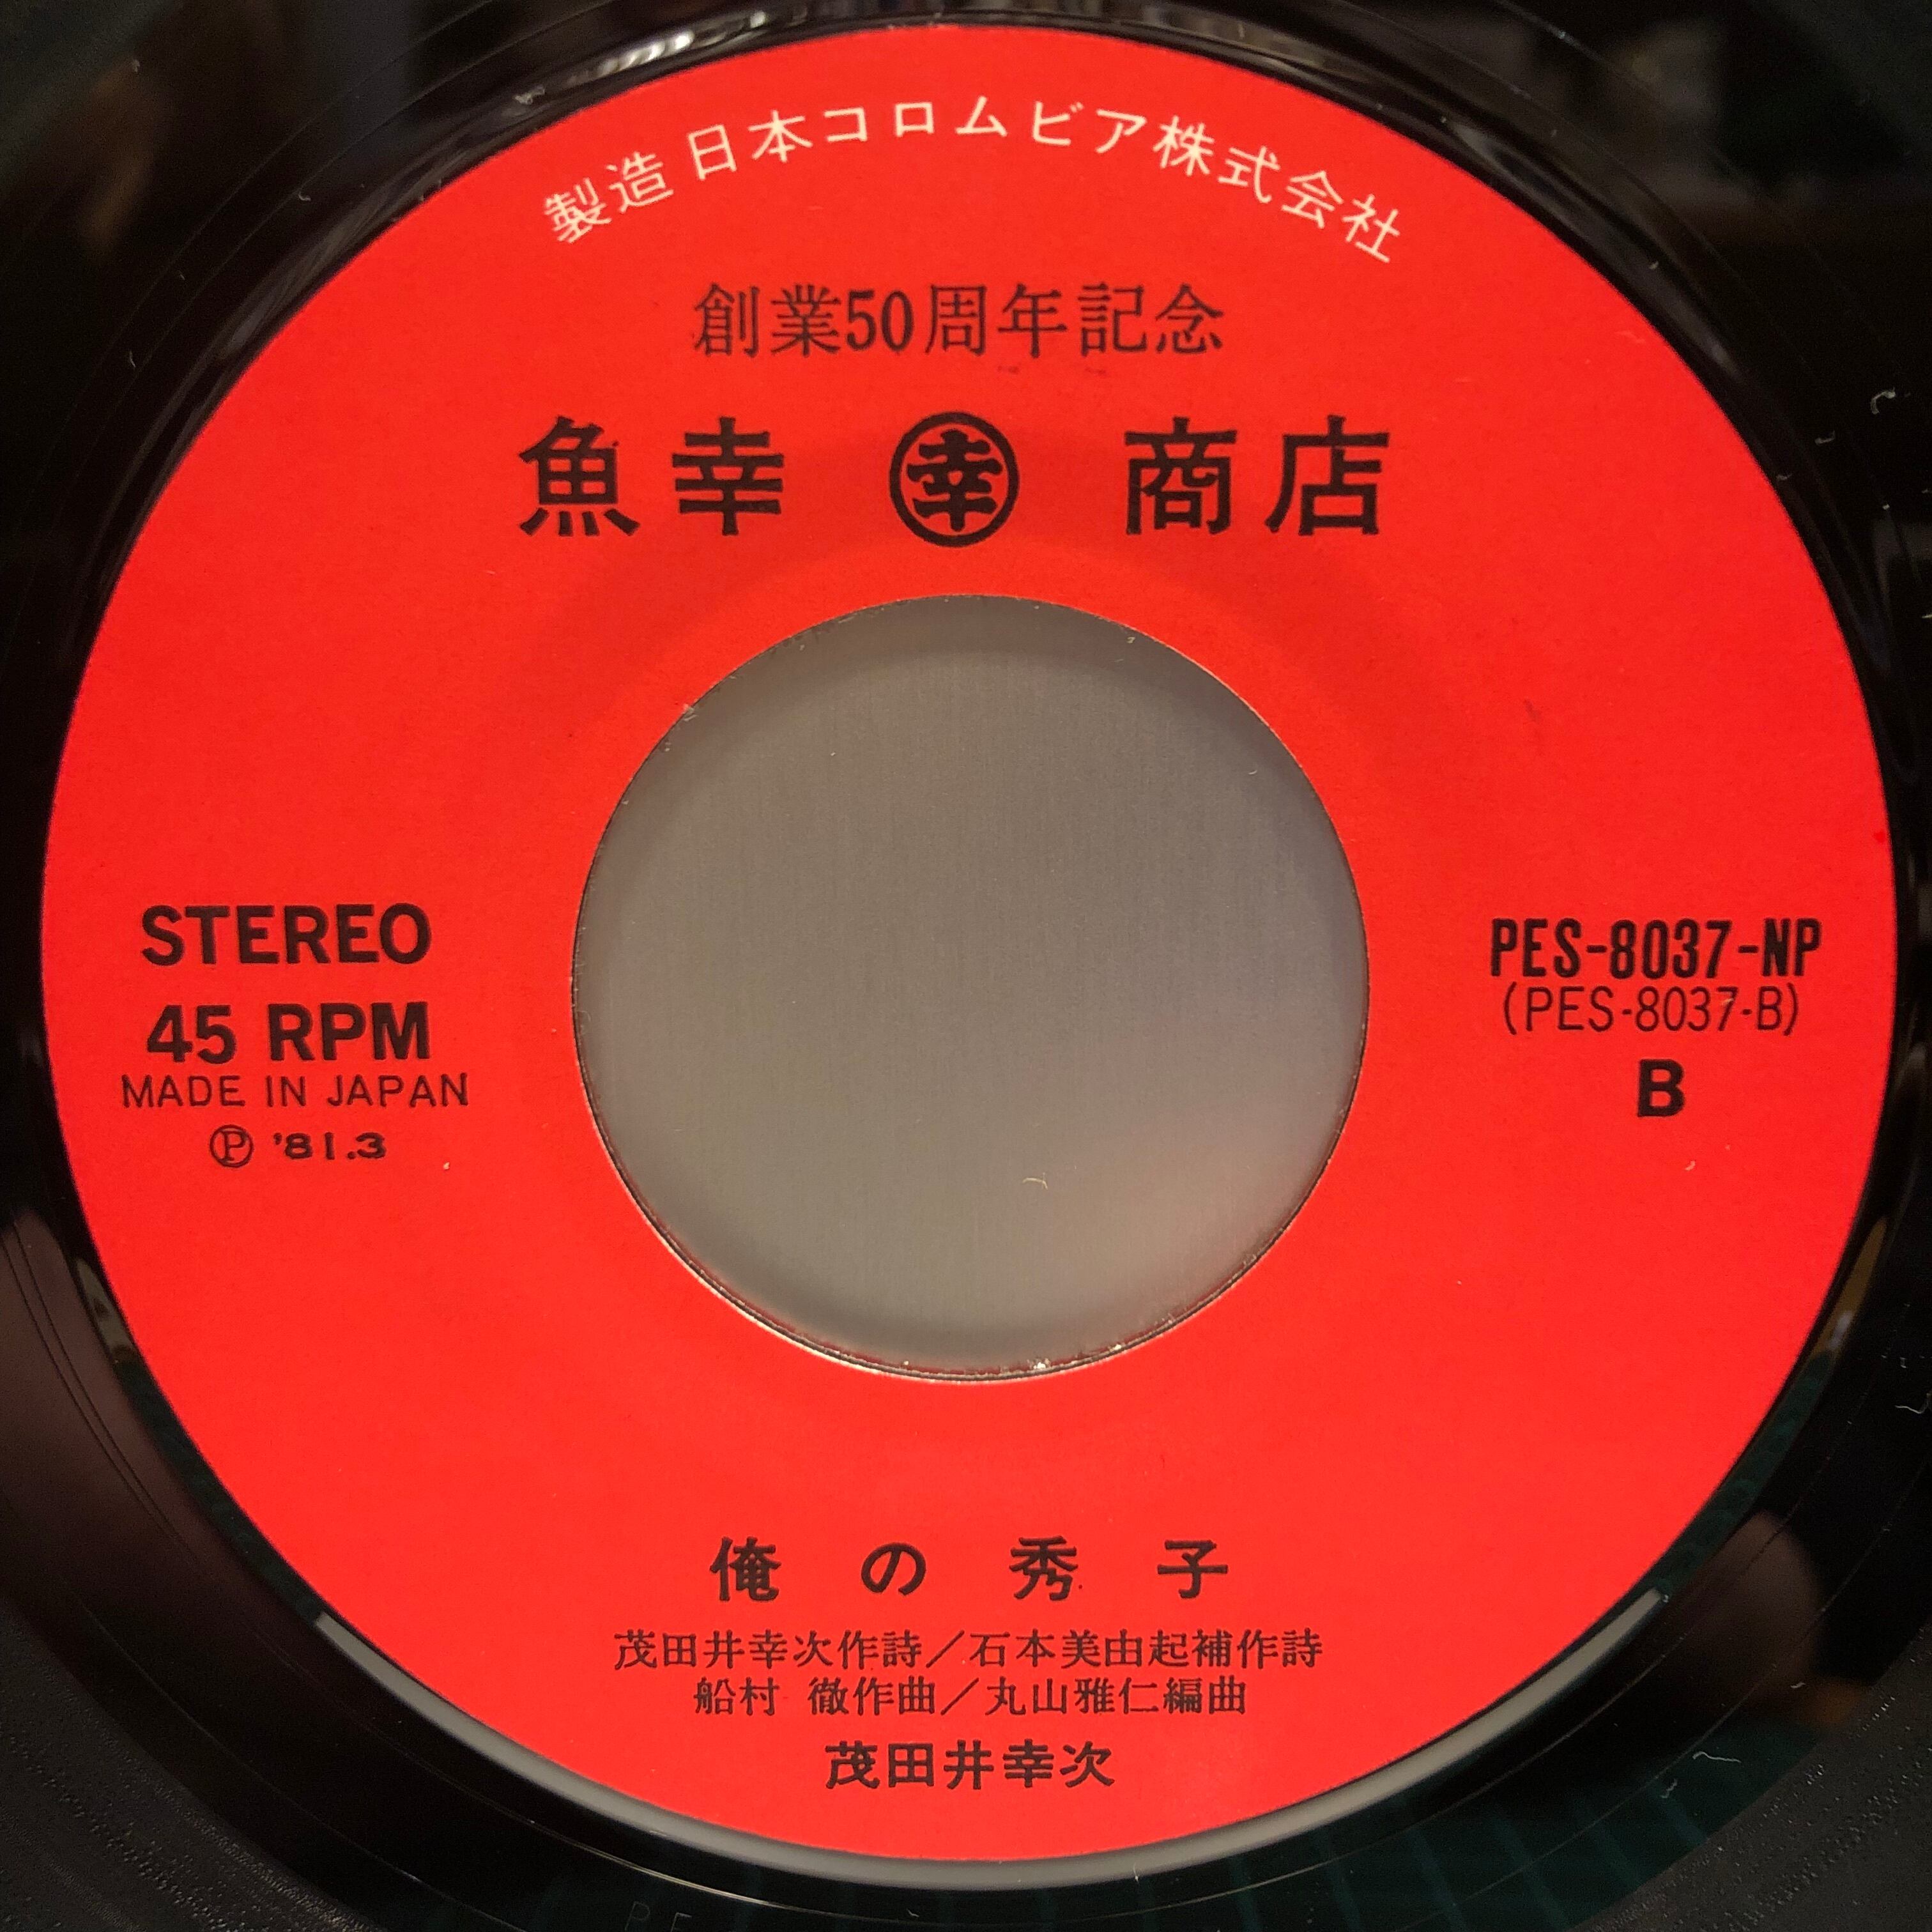 製造 日本コロムビア株式会社
創業50周年記念
魚幸 ㊞幸 商店
STEREO
45 RPM
MADE IN JAPAN
Ⓟ '81.3
PES-8037-NP
(PES-8037-B)
B
俺の秀子
茂田井幸次作詩／石本美由起補作詩
船村 徹作曲／丸山雅仁編曲
茂田井幸次